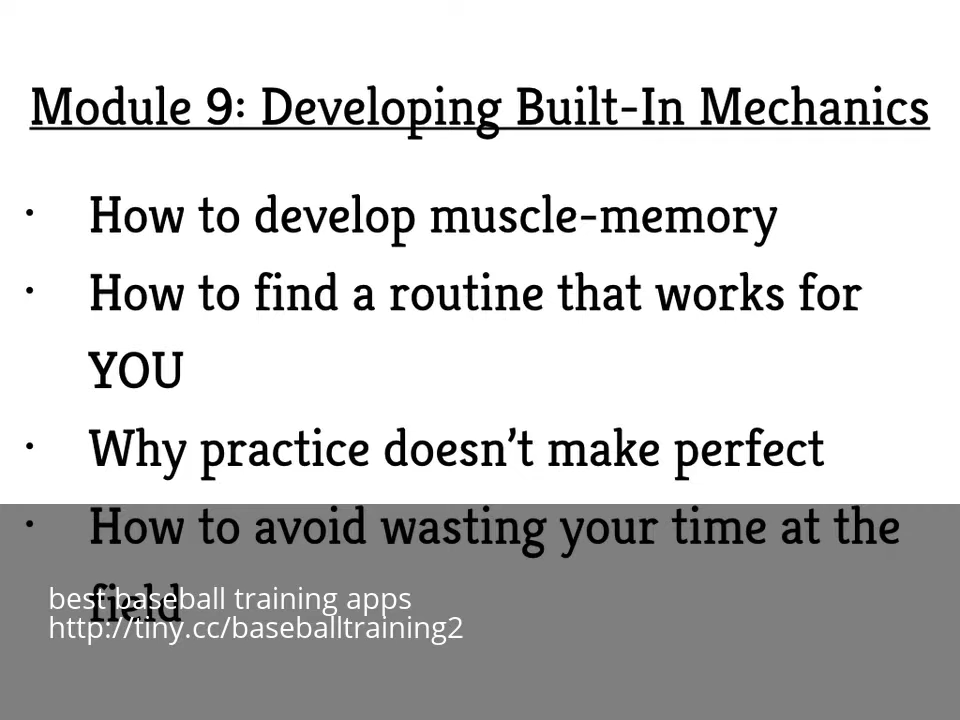 Module 9: Developing Built-In Mechanics
· How to develop muscle-memory
· How to find a routine that works for
YOU
· Why practice doesn’t make perfect
· How to avoid wasting your time at the
field
best baseball training apps
http://tiny.cc/baseballtraining2